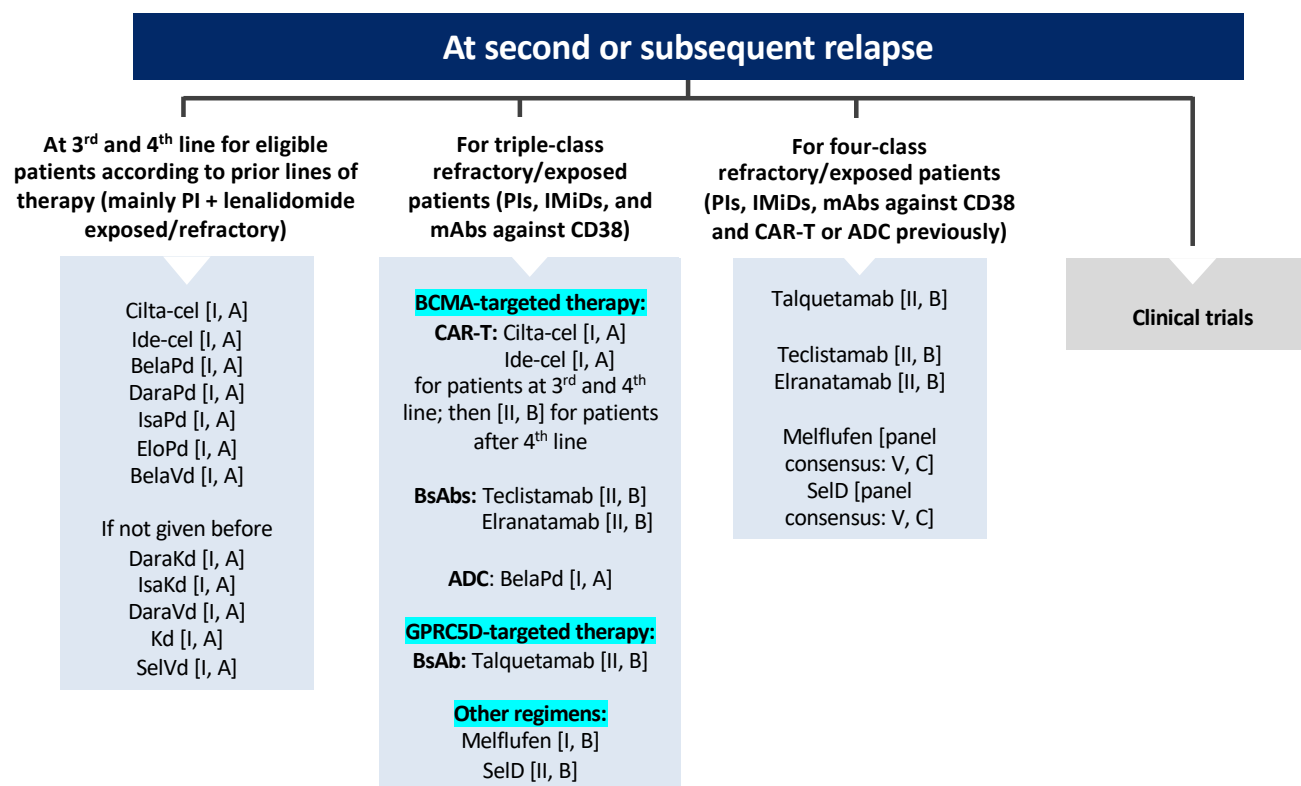 At second or subsequent relapse
At 3rd and 4th line for eligible
patients according to prior lines of
therapy (mainly PI + lenalidomide
exposed/refractory)
Cilta-cel [I, A]
Ide-cel [I, A]
BelaPd [I, A]
DaraPd [I, A]
IsaPd [I, A]
EloPd [I, A]
BelaVd [I, A]
If not given before
DaraKd [I, A]
IsaKd [I, A]
DaraVd [I, A]
Kd [I, A]
SelVd [I, A]
For triple-class
refractory/exposed
patients (PIs, IMiDs, and
mAbs against CD38)
BCMA-targeted therapy:
CAR-T: Cilta-cel [I, A]
Ide-cel [I, A]
for patients at 3rd and 4th
line; then [II, B] for patients
after 4th line
BsAbs: Teclistamab [II, B]
Elranatamab [II, B]
ADC: BelaPd [I, A]
GPRC5D-targeted therapy:
BsAb: Talquetamab [II, B]
Other regimens:
Melflufen [I, B]
SelD [II, B]
For four-class
refractory/exposed patients
(PIs, IMiDs, mAbs against CD38
and CAR-T or ADC previously)
Talquetamab [II, B]
Teclistamab [II, B]
Elranatamab [II, B]
Melflufen [panel
consensus: V, C]
SelD [panel
consensus: V, C]
Clinical trials